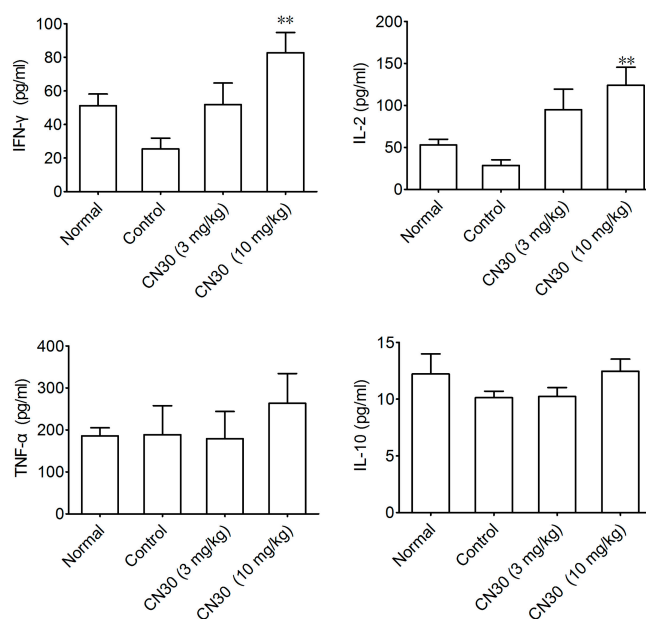 IFN-γ (pg/ml)
100
80
60
40
20
0
**
Normal
Control
CN30 (3 mg/kg)
CN30 (10 mg/kg)
IL-2 (pg/ml)
200
150
100
50
0
**
Normal
Control
CN30 (3 mg/kg)
CN30 (10 mg/kg)
TNF-α (pg/ml)
400
300
200
100
0
Normal
Control
CN30 (3 mg/kg)
CN30 (10 mg/kg)
IL-10 (pg/ml)
15
10
5
0
Normal
Control
CN30 (3 mg/kg)
CN30 (10 mg/kg)